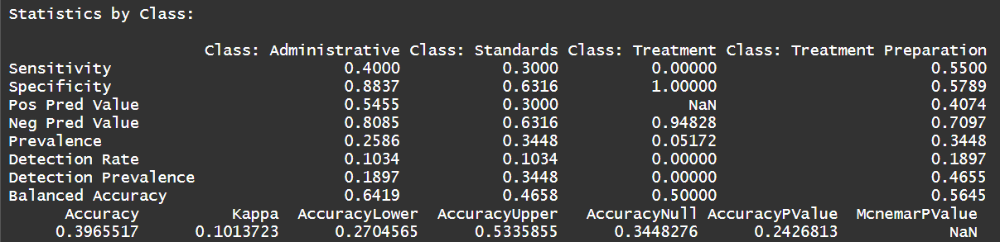 Statistics by Class:
Class: Administrative Class: Standards Class: Treatment Class: Treatment Preparation
Sensitivity 0.4000 0.3000 0.00000 0.5500
Specificity 0.8837 0.6316 1.00000 0.5789
Pos Pred Value 0.5455 0.3000 NaN 0.4074
Neg Pred Value 0.8085 0.6316 0.94828 0.7097
Prevalence 0.2586 0.3448 0.05172 0.3448
Detection Rate 0.1034 0.1034 0.00000 0.1897
Detection Prevalence 0.1897 0.3448 0.00000 0.4655
Balanced Accuracy 0.6419 0.4658 0.50000 0.5645
Accuracy Kappa AccuracyLower AccuracyUpper AccuracyNull AccuracyPValue McnemarPValue
0.3965517 0.1013723 0.2704565 0.5335855 0.3448276 0.2426813 NaN